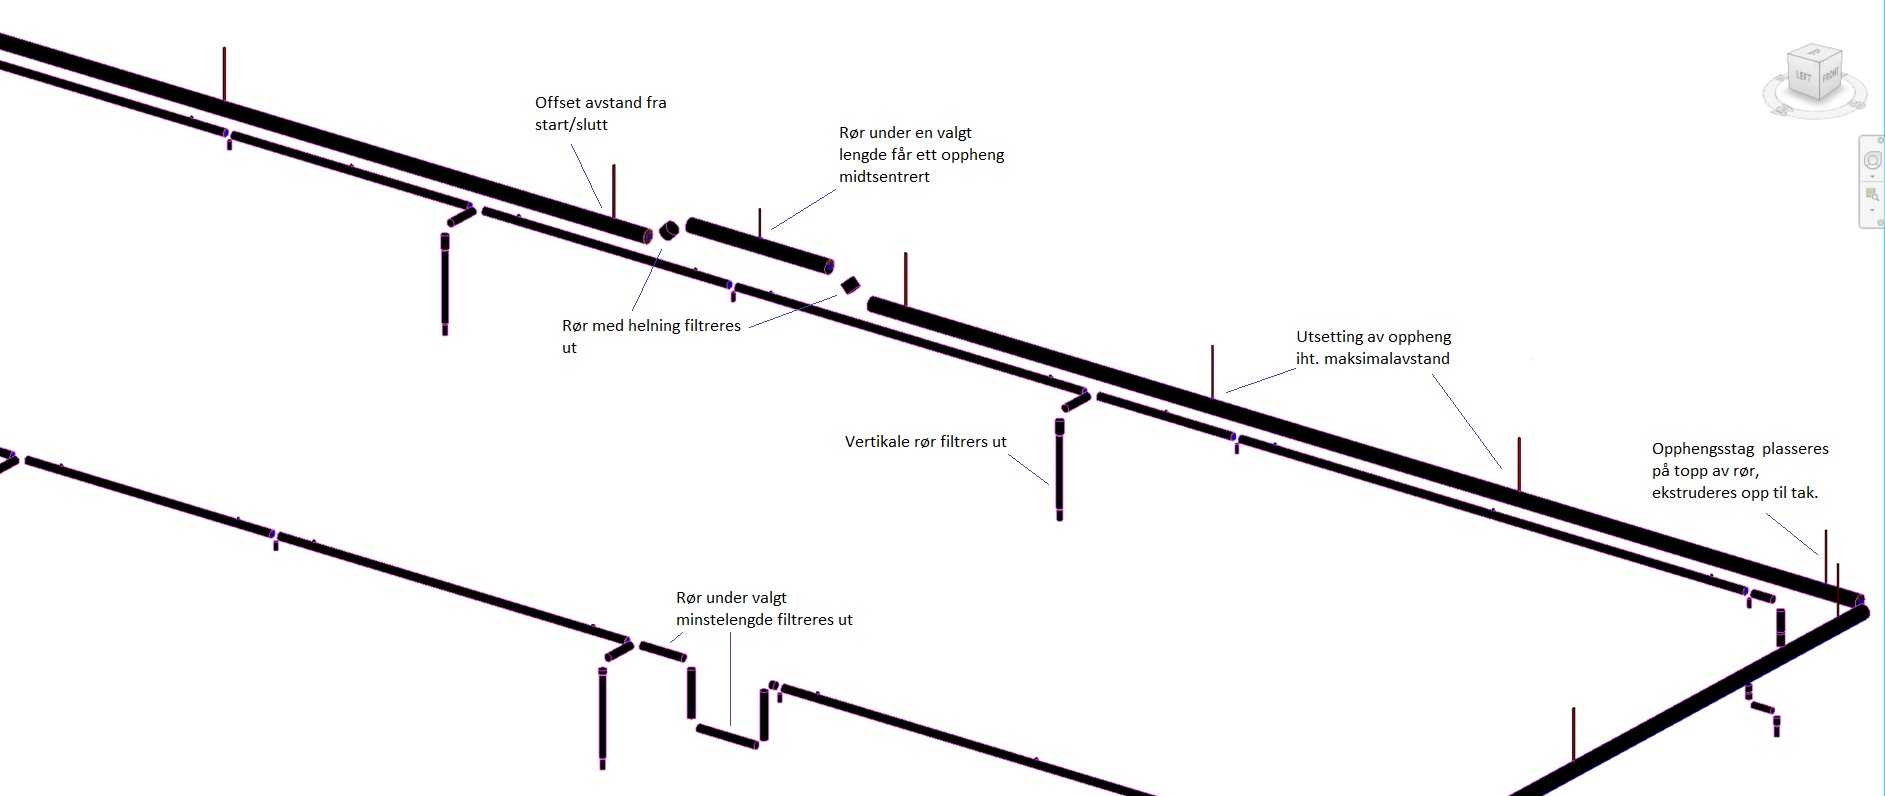 Offset avstand fra
start/slutt
Rør under en valgt
lengde får ett oppheng
midtsentrert
Rør med helning filtreres
ut
Utsetting av oppheng
iht. maksimalavstand
Vertikale rør filtrers ut
Opphengsstag plasseres
på topp av rør,
ekstruderes opp til tak.
Rør under valgt
minstelengde filtreres ut
LEFT
FRONT